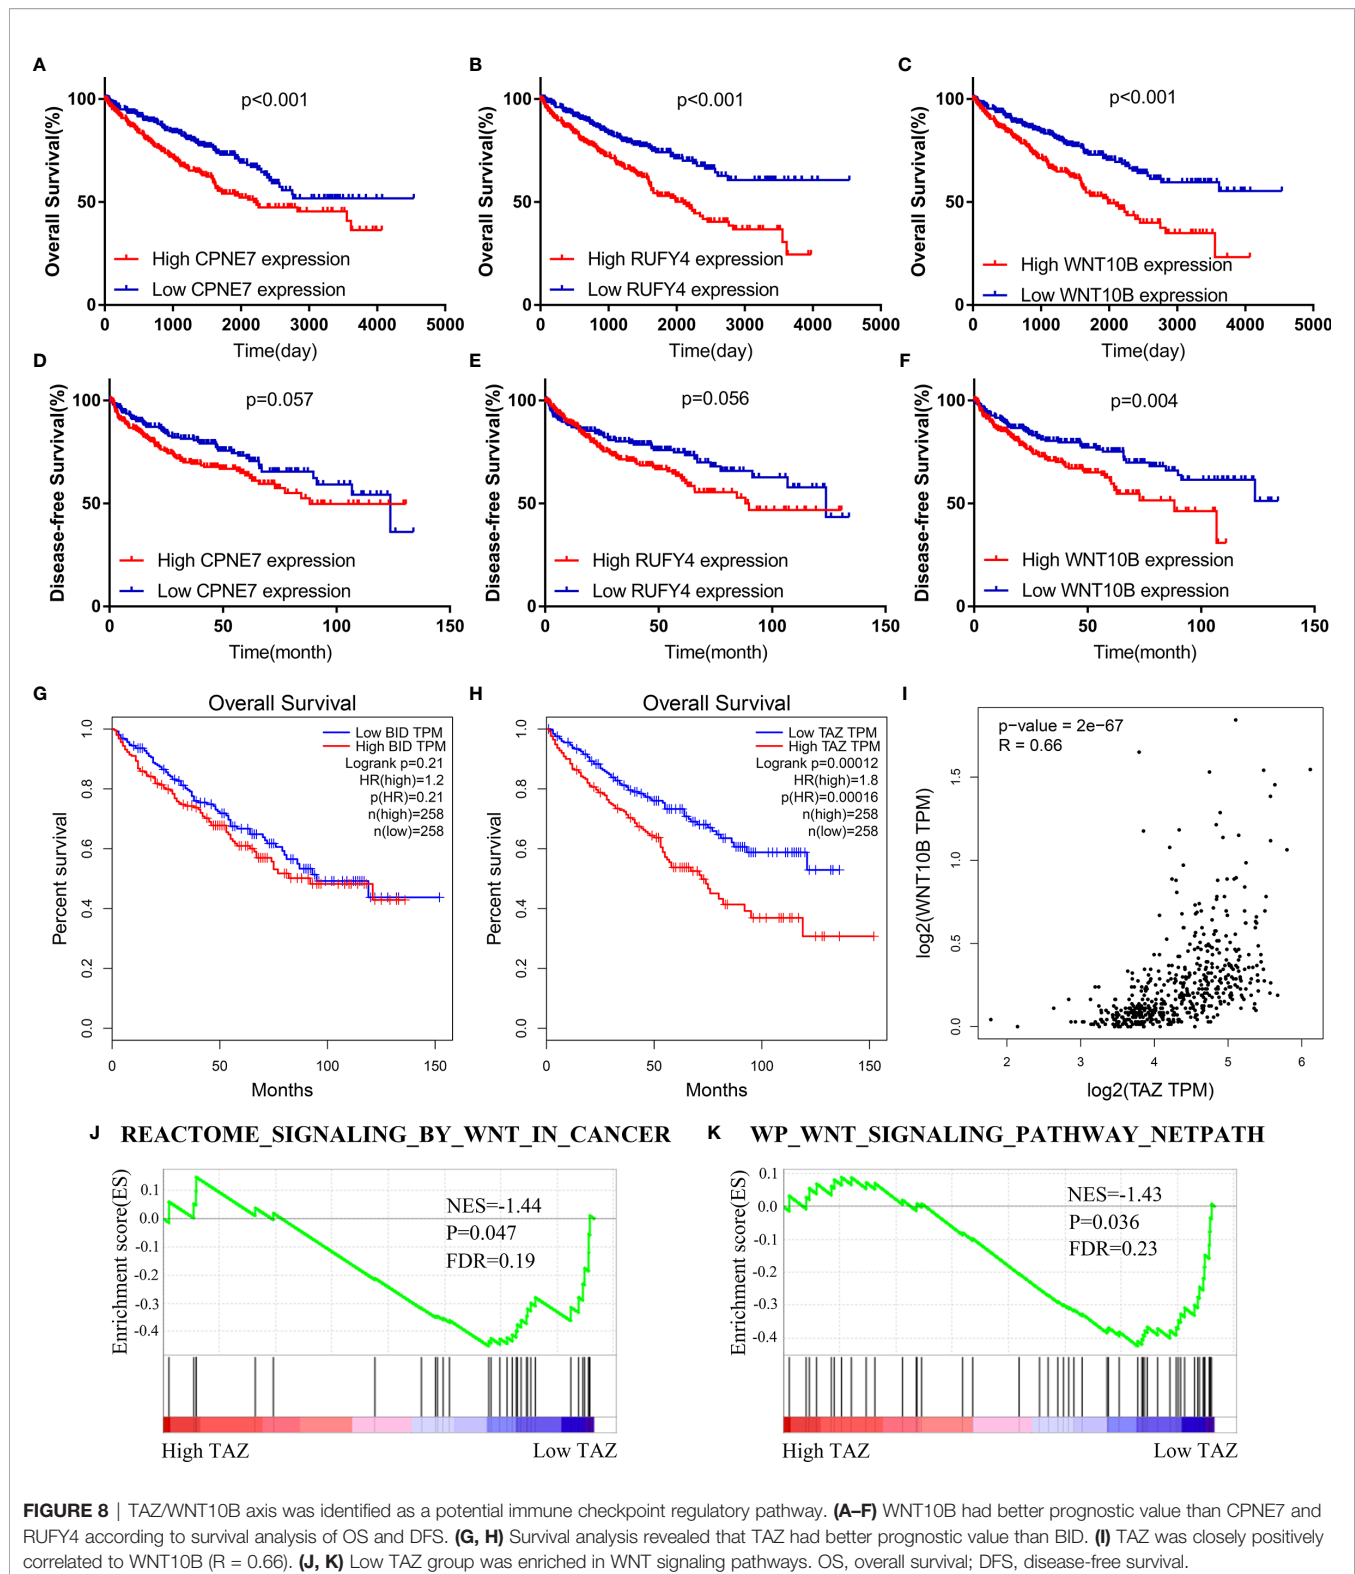 A
B
C
p<0.001
p<0.001
p<0.001
Overall Survival(%)
100
50
0
High CPNE7 expression
Low CPNE7 expression
0 1000 2000 3000 4000 5000
Time(day)
Overall Survival(%)
100
50
0
High RUFY4 expression
Low RUFY4 expression
0 1000 2000 3000 4000 5000
Time(day)
Overall Survival(%)
100
50
0
High WNT10B expression
Low WNT10B expression
0 1000 2000 3000 4000 5000
Time(day)
D
E
F
p=0.057
p=0.056
p=0.004
Disease-free Survival(%)
100
50
0
High CPNE7 expression
Low CPNE7 expression
0 50 100 150
Time(month)
Disease-free Survival(%)
100
50
0
High RUFY4 expression
Low RUFY4 expression
0 50 100 150
Time(month)
Disease-free Survival(%)
100
50
0
High WNT10B expression
Low WNT10B expression
0 50 100 150
Time(month)
G
Overall Survival
Low BID TPM
High BID TPM
Logrank p=0.21
HR(high)=1.2
p(HR)=0.21
n(high)=258
n(low)=258
Percent survival
1.0
0.8
0.6
0.4
0.2
0.0
0 50 100 150
Months
H
Overall Survival
Low TAZ TPM
High TAZ TPM
Logrank p=0.00012
HR(high)=1.8
p(HR)=0.00016
n(high)=258
n(low)=258
Percent survival
1.0
0.8
0.6
0.4
0.2
0.0
0 50 100 150
Months
I
p−value = 2e−67
R = 0.66
log2(WNT10B TPM)
1.5
1.0
0.5
0.0
2 3 4 5 6
log2(TAZ TPM)
J
REACTOME_SIGNALING_BY_WNT_IN_CANCER
Enrichment score(ES)
0.1
0.0
-0.1
-0.2
-0.3
-0.4
NES=-1.44
P=0.047
FDR=0.19
High TAZ
Low TAZ
K
WP_WNT_SIGNALING_PATHWAY_NETPATH
Enrichment score(ES)
0.1
0.0
-0.1
-0.2
-0.3
-0.4
NES=-1.43
P=0.036
FDR=0.23
High TAZ
Low TAZ
FIGURE 8 | TAZ/WNT10B axis was identified as a potential immune checkpoint regulatory pathway. (A–F) WNT10B had better prognostic value than CPNE7 and
RUFY4 according to survival analysis of OS and DFS. (G, H) Survival analysis revealed that TAZ had better prognostic value than BID. (I) TAZ was closely positively
correlated to WNT10B (R = 0.66). (J, K) Low TAZ group was enriched in WNT signaling pathways. OS, overall survival; DFS, disease-free survival.